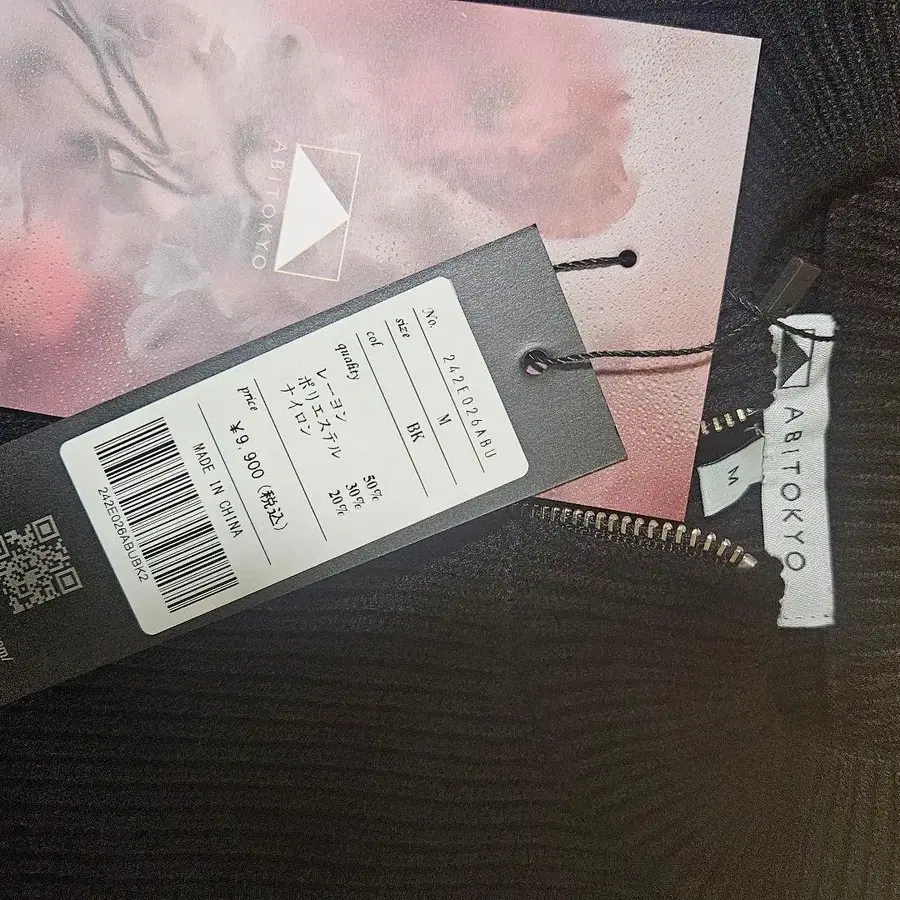 ABITOKYO
No. 242E026ABU
size M
col BK
quality レーヨン 50%
ポリエステル 30%
ナイロン 20%
price ¥9,900 (税込)
MADE IN CHINA
242E026ABUBK2
om/
M
ABITOKYO